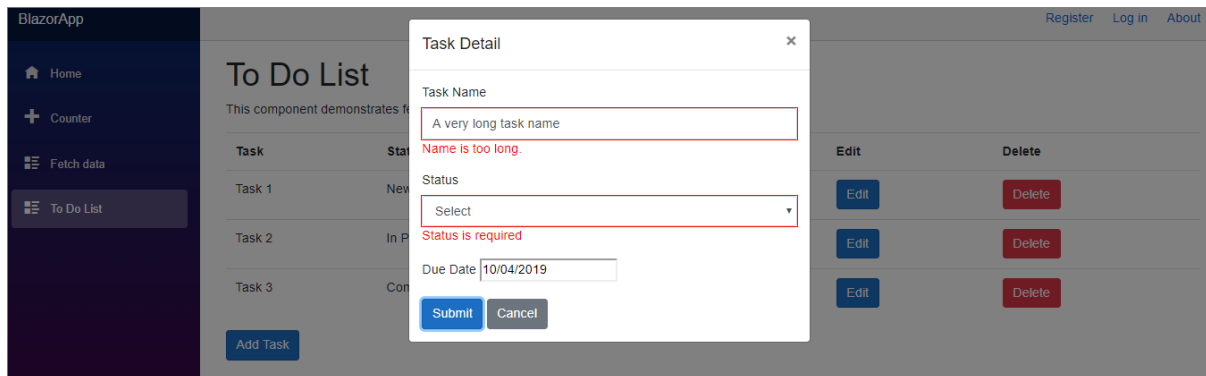 BlazorApp
Register Log in About
Home
Counter
Fetch data
To Do List
To Do List
This component demonstrates
Task Edit Delete
Task 1 New Edit Delete
Task 2 In Edit Delete
Task 3 Edit Delete
Add Task
Task Detail ×
Task Name
A very long task name
Name is too long.
Status
Select
Status is required
Due Date 10/04/2019
Submit Cancel